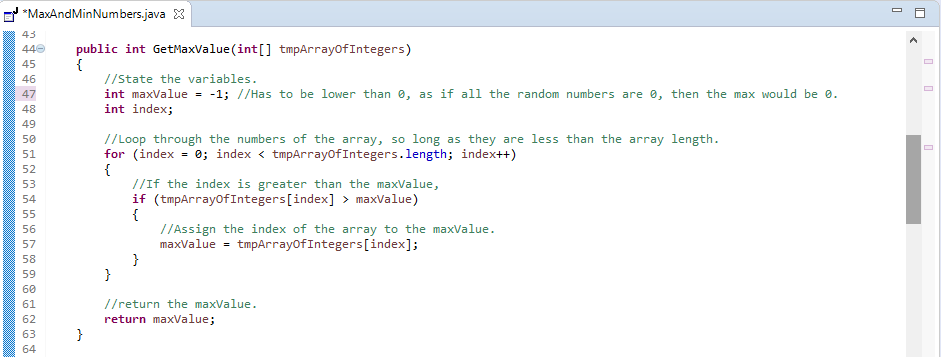 *MaxAndMinNumbers.java
43
44 public int GetMaxValue(int[] tmpArrayOfIntegers)
45 {
46 //State the variables.
47 int maxValue = -1; //Has to be lower than 0, as if all the random numbers are 0, then the max would be 0.
48 int index;
49
50 //Loop through the numbers of the array, so long as they are less than the array length.
51 for (index = 0; index < tmpArrayOfIntegers.length; index++)
52 {
53 //If the index is greater than the maxValue,
54 if (tmpArrayOfIntegers[index] > maxValue)
55 {
56 //Assign the index of the array to the maxValue.
57 maxValue = tmpArrayOfIntegers[index];
58 }
59 }
60
61 //return the maxValue.
62 return maxValue;
63 }
64